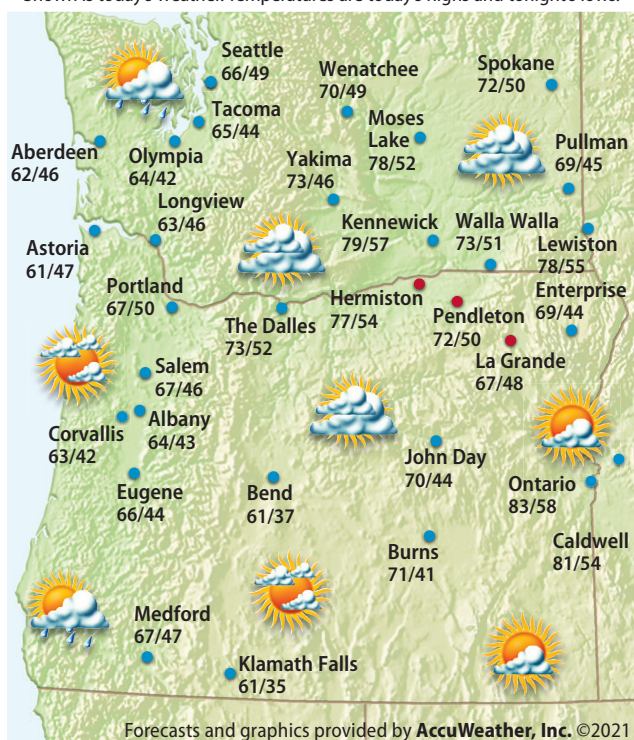 Shown is today's weather. Temperatures are today's highs and tonight's lows.
Seattle
66/49
Wenatchee
70/49
Spokane
72/50
Tacoma
65/44
Moses
Lake
78/52
Aberdeen
62/46
Olympia
64/42
Yakima
73/46
Pullman
69/45
Longview
63/46
Kennewick
79/57
Walla Walla
73/51
Lewiston
78/55
Astoria
61/47
Portland
67/50
The Dalles
73/52
Hermiston
77/54
Pendleton
72/50
Enterprise
69/44
La Grande
67/48
Salem
67/46
Albany
64/43
Corvallis
63/42
John Day
70/44
Ontario
83/58
Eugene
66/44
Bend
61/37
Burns
71/41
Caldwell
81/54
Medford
67/47
Klamath Falls
61/35
Forecasts and graphics provided by AccuWeather, Inc. ©2021